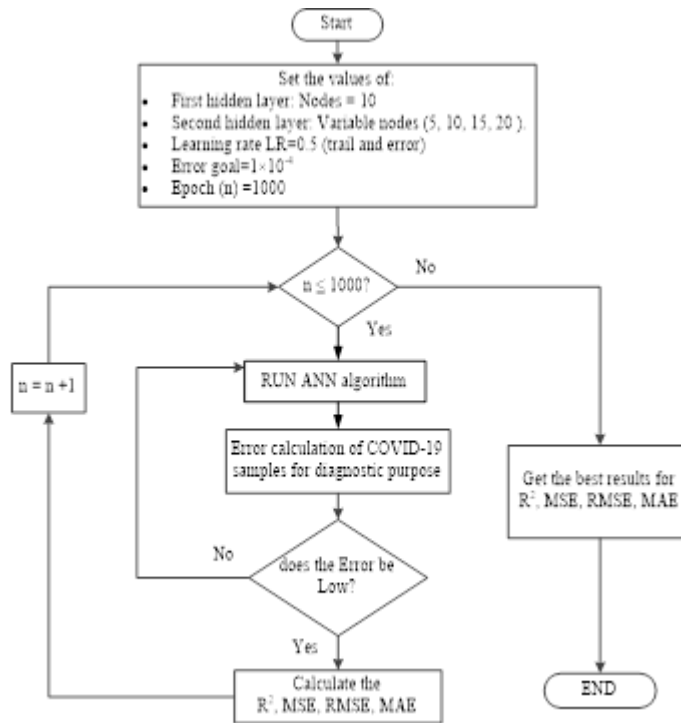 Start
Set the values of:
• First hidden layer: Nodes = 10
• Second hidden layer: Variable nodes (5, 10, 15, 20 ).
• Learning rate LR=0.5 (trail and error)
• Error goal=1×10⁻⁴
• Epoch (n) =1000
n ≤ 1000?
No
Yes
n = n +1
RUN ANN algorithm
Error calculation of COVID-19
samples for diagnostic purpose
Get the best results for
R², MSE, RMSE, MAE
No
does the Error be
Low?
Yes
Calculate the
R², MSE, RMSE, MAE
END